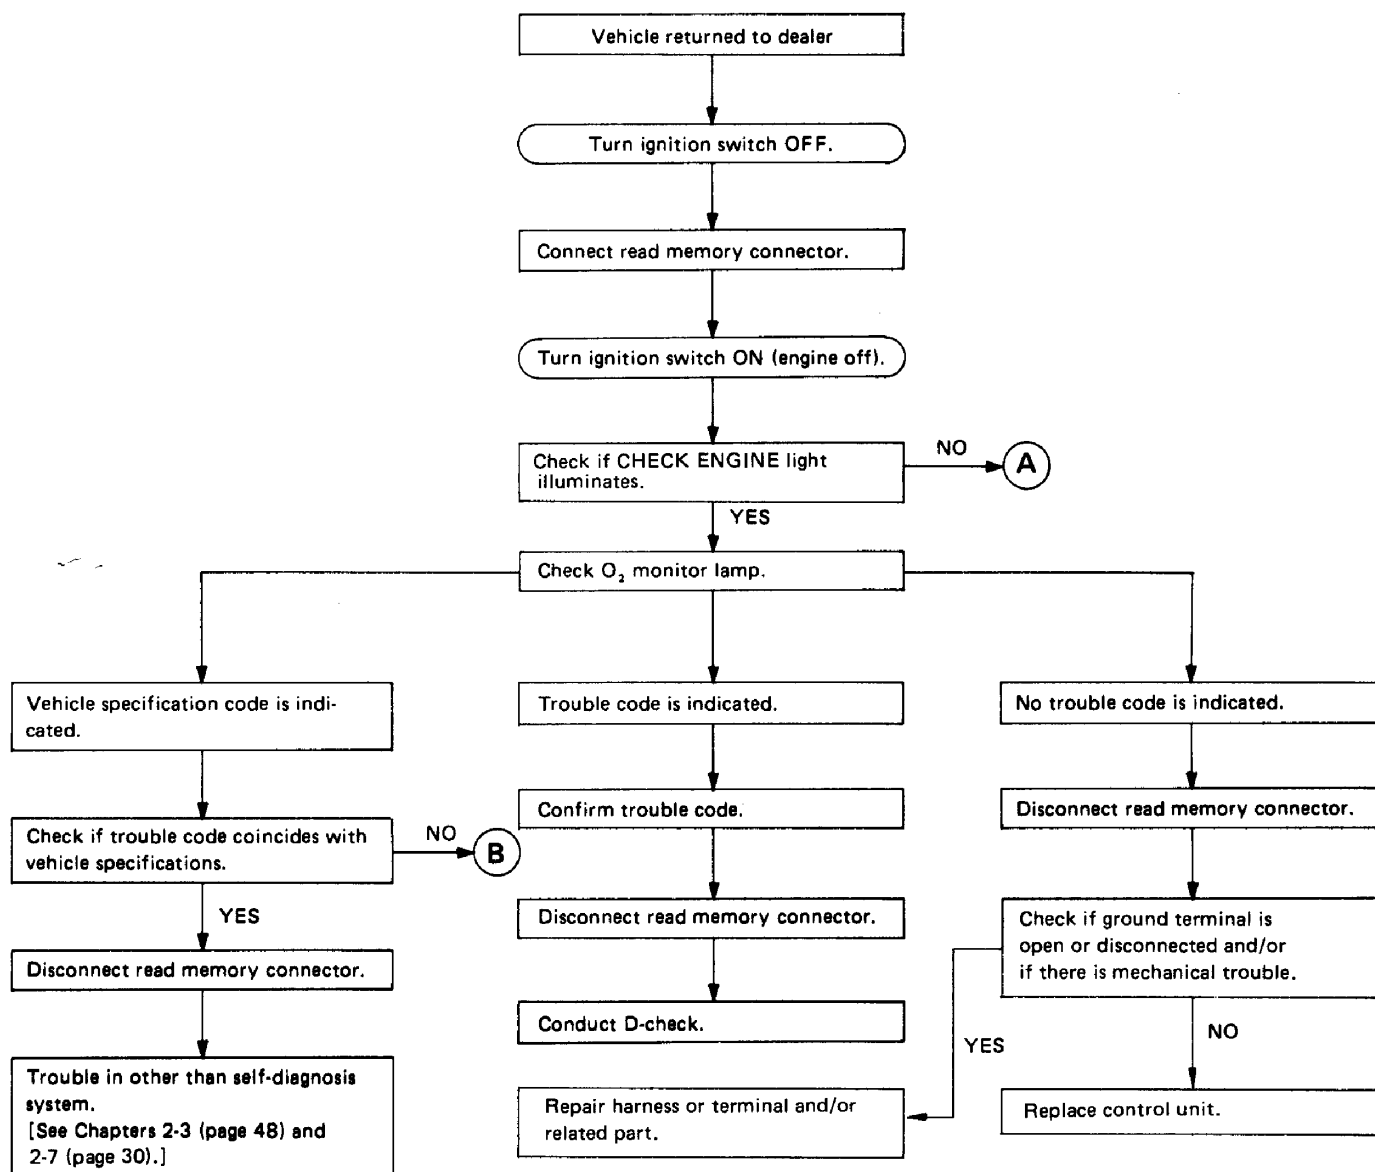 Vehicle returned to dealer
Turn ignition switch OFF.
Connect read memory connector.
Turn ignition switch ON (engine off).
Check if CHECK ENGINE light
illuminates.
NO
A
YES
Check O₂ monitor lamp.
Vehicle specification code is indi-
cated.
Check if trouble code coincides with
vehicle specifications.
NO
B
YES
Disconnect read memory connector.
Trouble in other than self-diagnosis
system.
[See Chapters 2-3 (page 48) and
2-7 (page 30).]
Trouble code is indicated.
Confirm trouble code.
Disconnect read memory connector.
Conduct D-check.
No trouble code is indicated.
Disconnect read memory connector.
Check if ground terminal is
open or disconnected and/or
if there is mechanical trouble.
YES
NO
Repair harness or terminal and/or
related part.
Replace control unit.